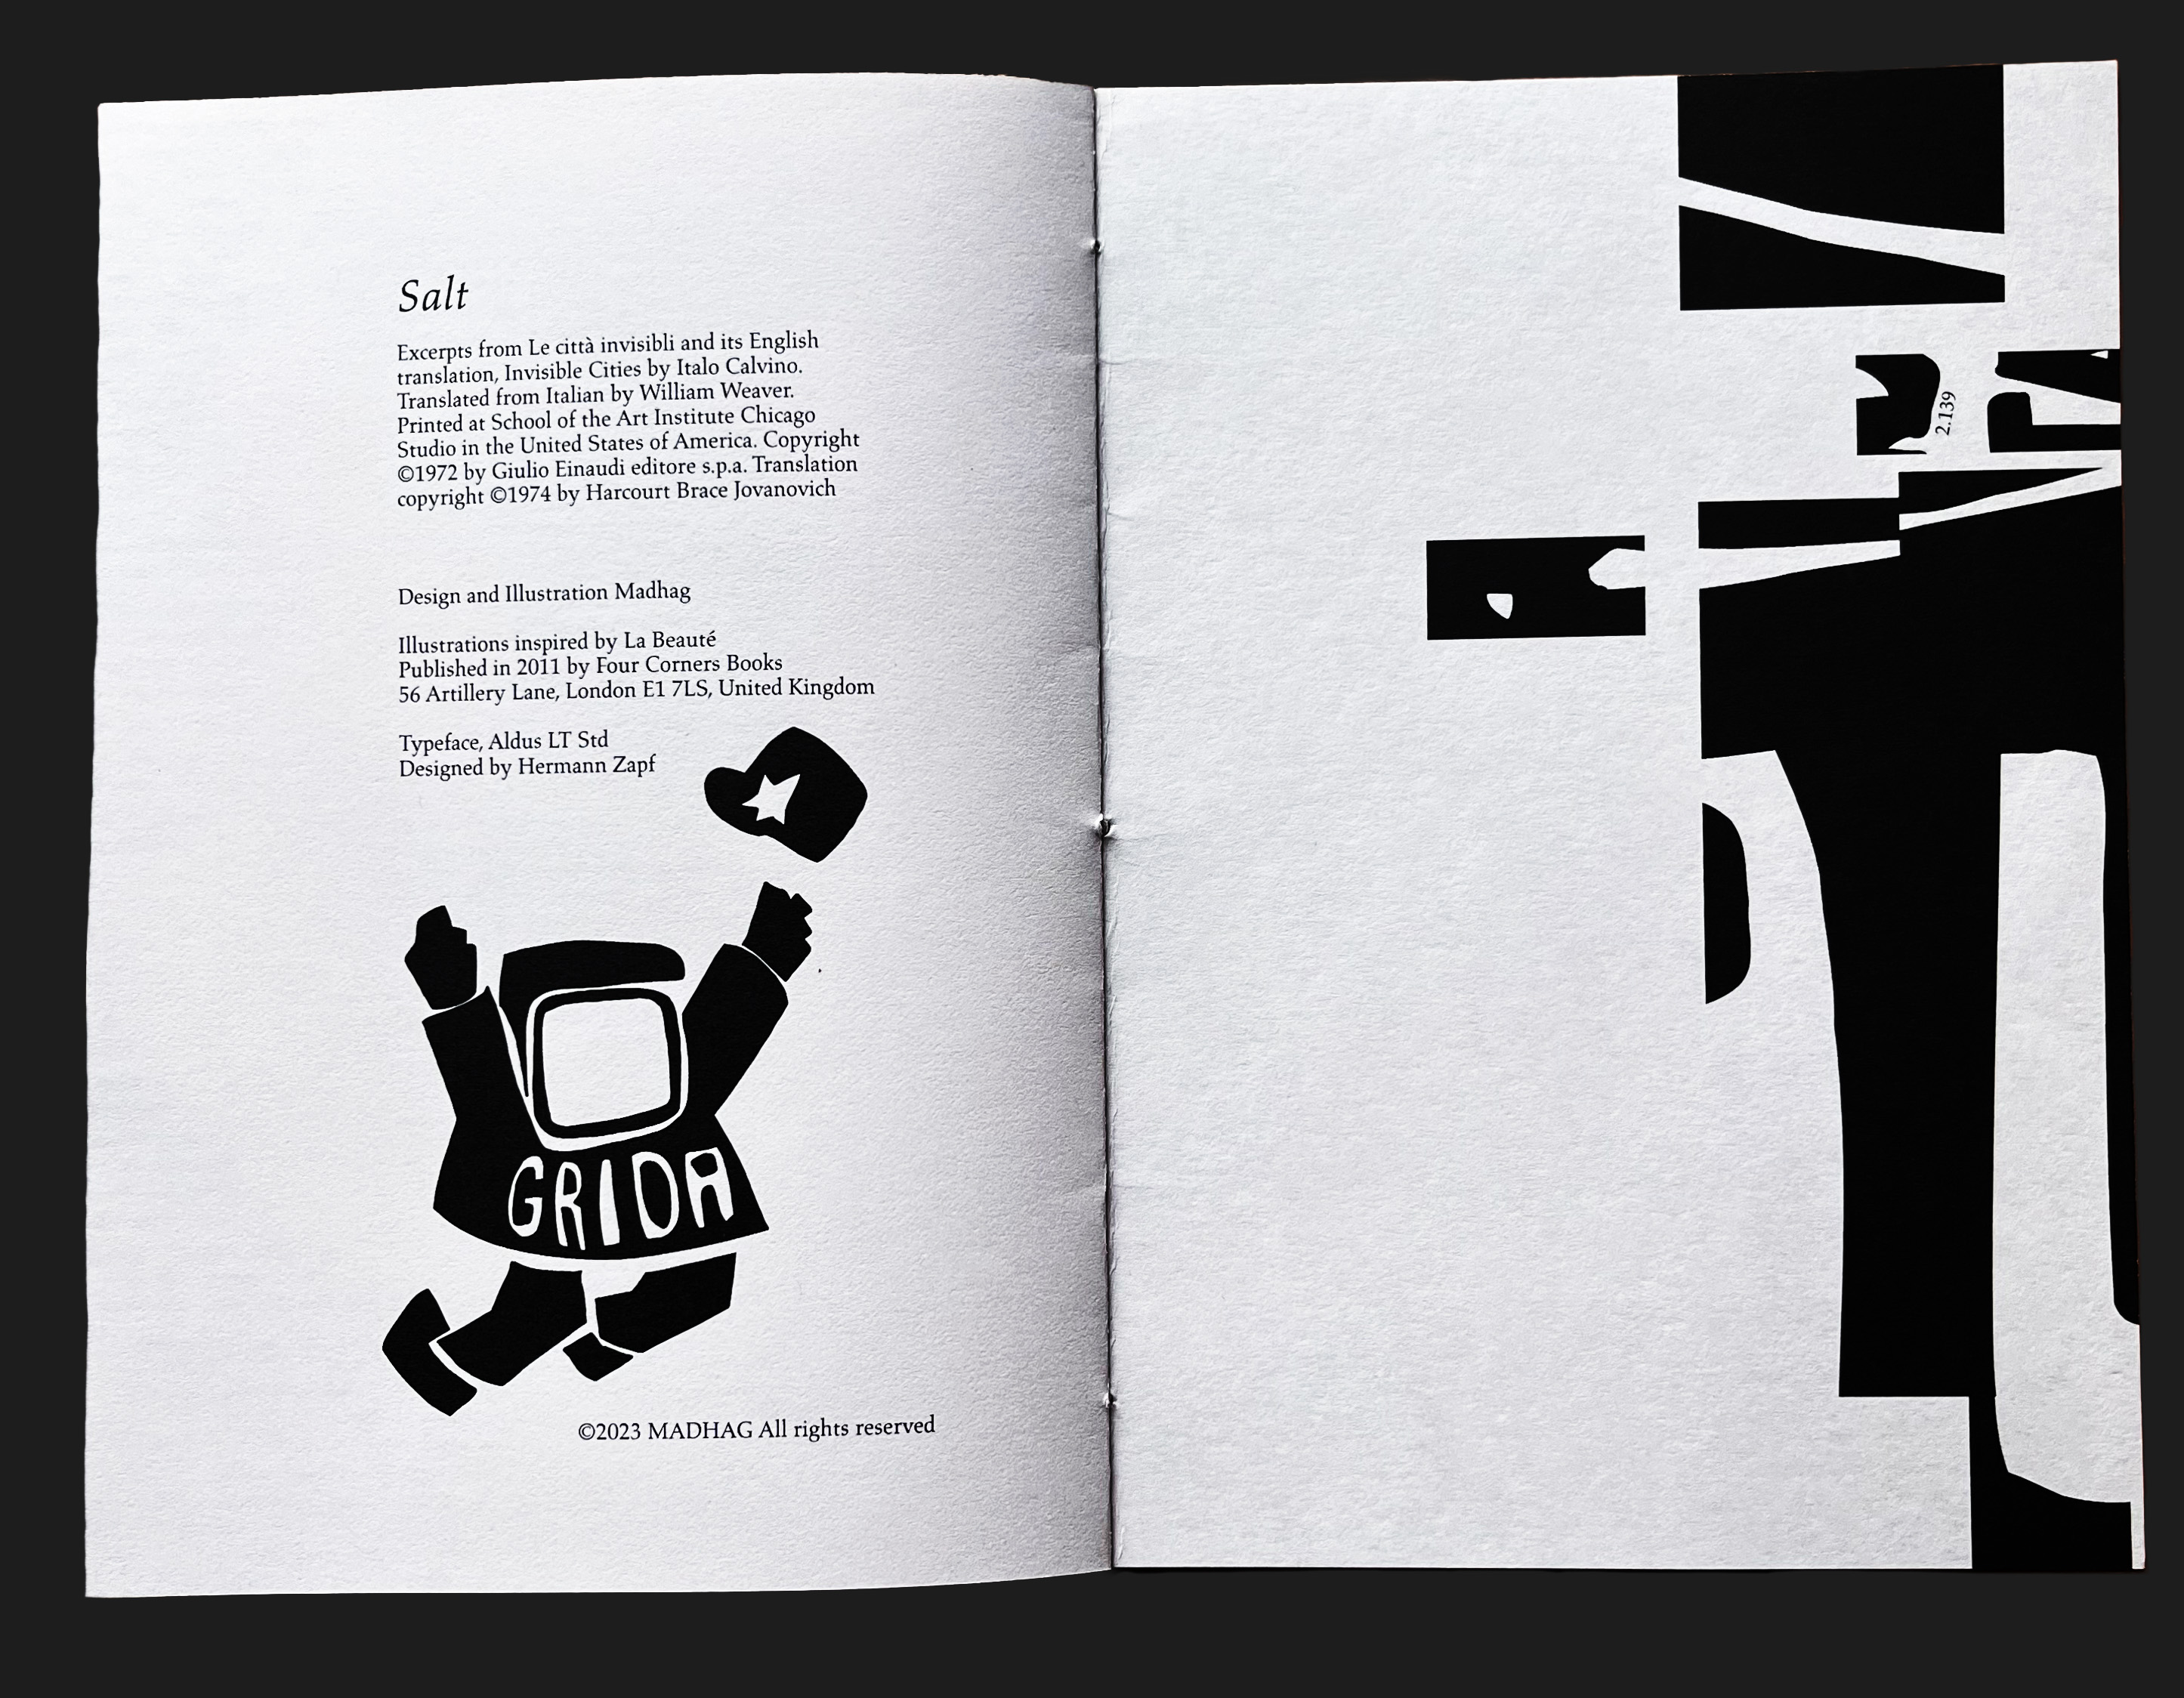 Salt
Excerpts from Le città invisibli and its English
translation, Invisible Cities by Italo Calvino.
Translated from Italian by William Weaver.
Printed at School of the Art Institute Chicago
Studio in the United States of America. Copyright
©1972 by Giulio Einaudi editore s.p.a. Translation
copyright ©1974 by Harcourt Brace Jovanovich
Design and Illustration Madhag
Illustrations inspired by La Beauté
Published in 2011 by Four Corners Books
56 Artillery Lane, London E1 7LS, United Kingdom
Typeface, Aldus LT Std
Designed by Hermann Zapf
GRIDA
©2023 MADHAG All rights reserved
2.139